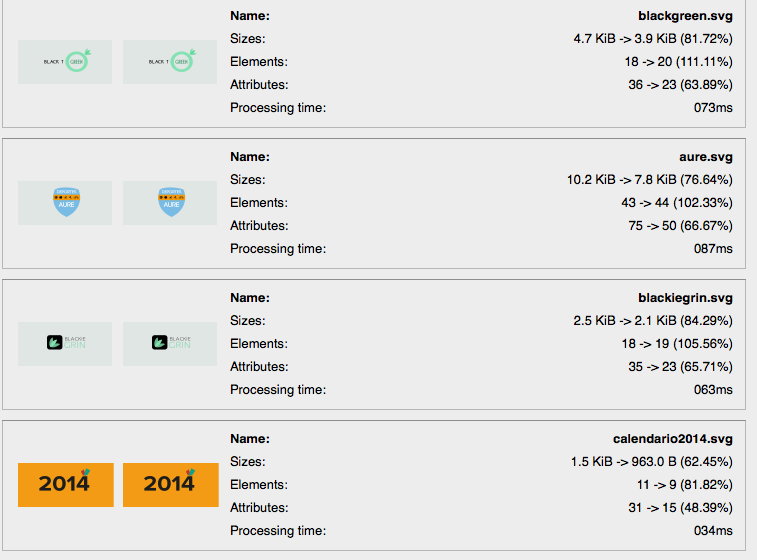 BLACK T GREEN BLACK T GREEN
Name: blackgreen.svg
Sizes: 4.7 KiB -> 3.9 KiB (81.72%)
Elements: 18 -> 20 (111.11%)
Attributes: 36 -> 23 (63.89%)
Processing time: 073ms
AURE AURE
Name: aure.svg
Sizes: 10.2 KiB -> 7.8 KiB (76.64%)
Elements: 43 -> 44 (102.33%)
Attributes: 75 -> 50 (66.67%)
Processing time: 087ms
BLACKIE BLACKIE
GRIN GRIN
Name: blackiegrin.svg
Sizes: 2.5 KiB -> 2.1 KiB (84.29%)
Elements: 18 -> 19 (105.56%)
Attributes: 35 -> 23 (65.71%)
Processing time: 063ms
2014 2014
Name: calendario2014.svg
Sizes: 1.5 KiB -> 963.0 B (62.45%)
Elements: 11 -> 9 (81.82%)
Attributes: 31 -> 15 (48.39%)
Processing time: 034ms